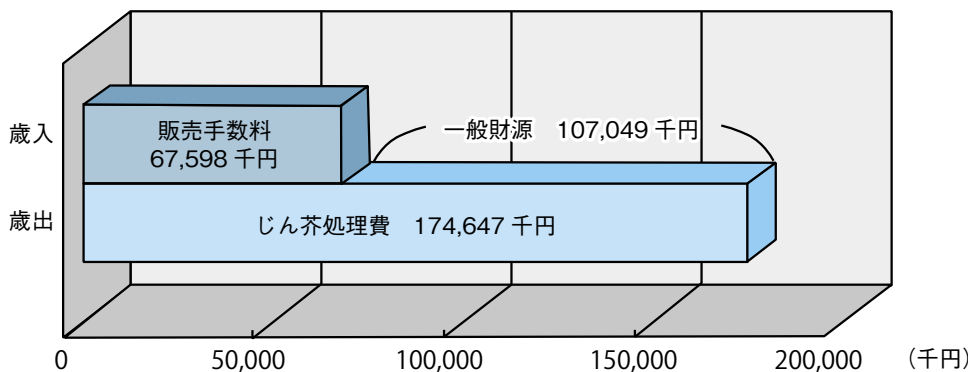 歳入
販売手数料
67,598 千円
一般財源　107,049 千円
歳出
じん芥処理費　174,647 千円
0
50,000
100,000
150,000
200,000
（千円）